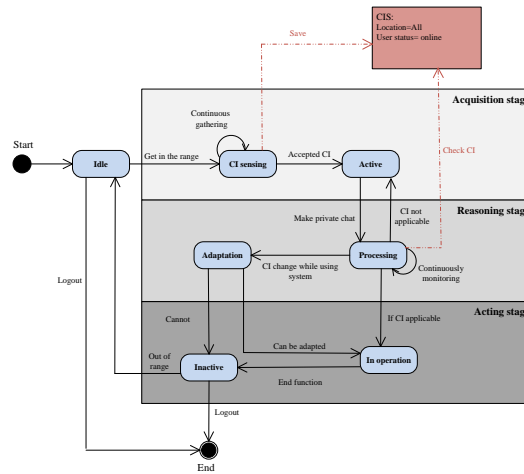 CIS:
Location=All
User status= online
Save
Acquisition stag
Continuous
gathering
Start
Idle
Get in the range
CI sensing
Accepted CI
Active
Check CI
Reasoning stag
Make private chat
CI not
applicable
Adaptation
Processing
CI change while using
system
Continuously
monitoring
Logout
Acting stag
Cannot
If CI applicable
Can be adapted
Out of
range
Inactive
In operation
End function
Logout
End